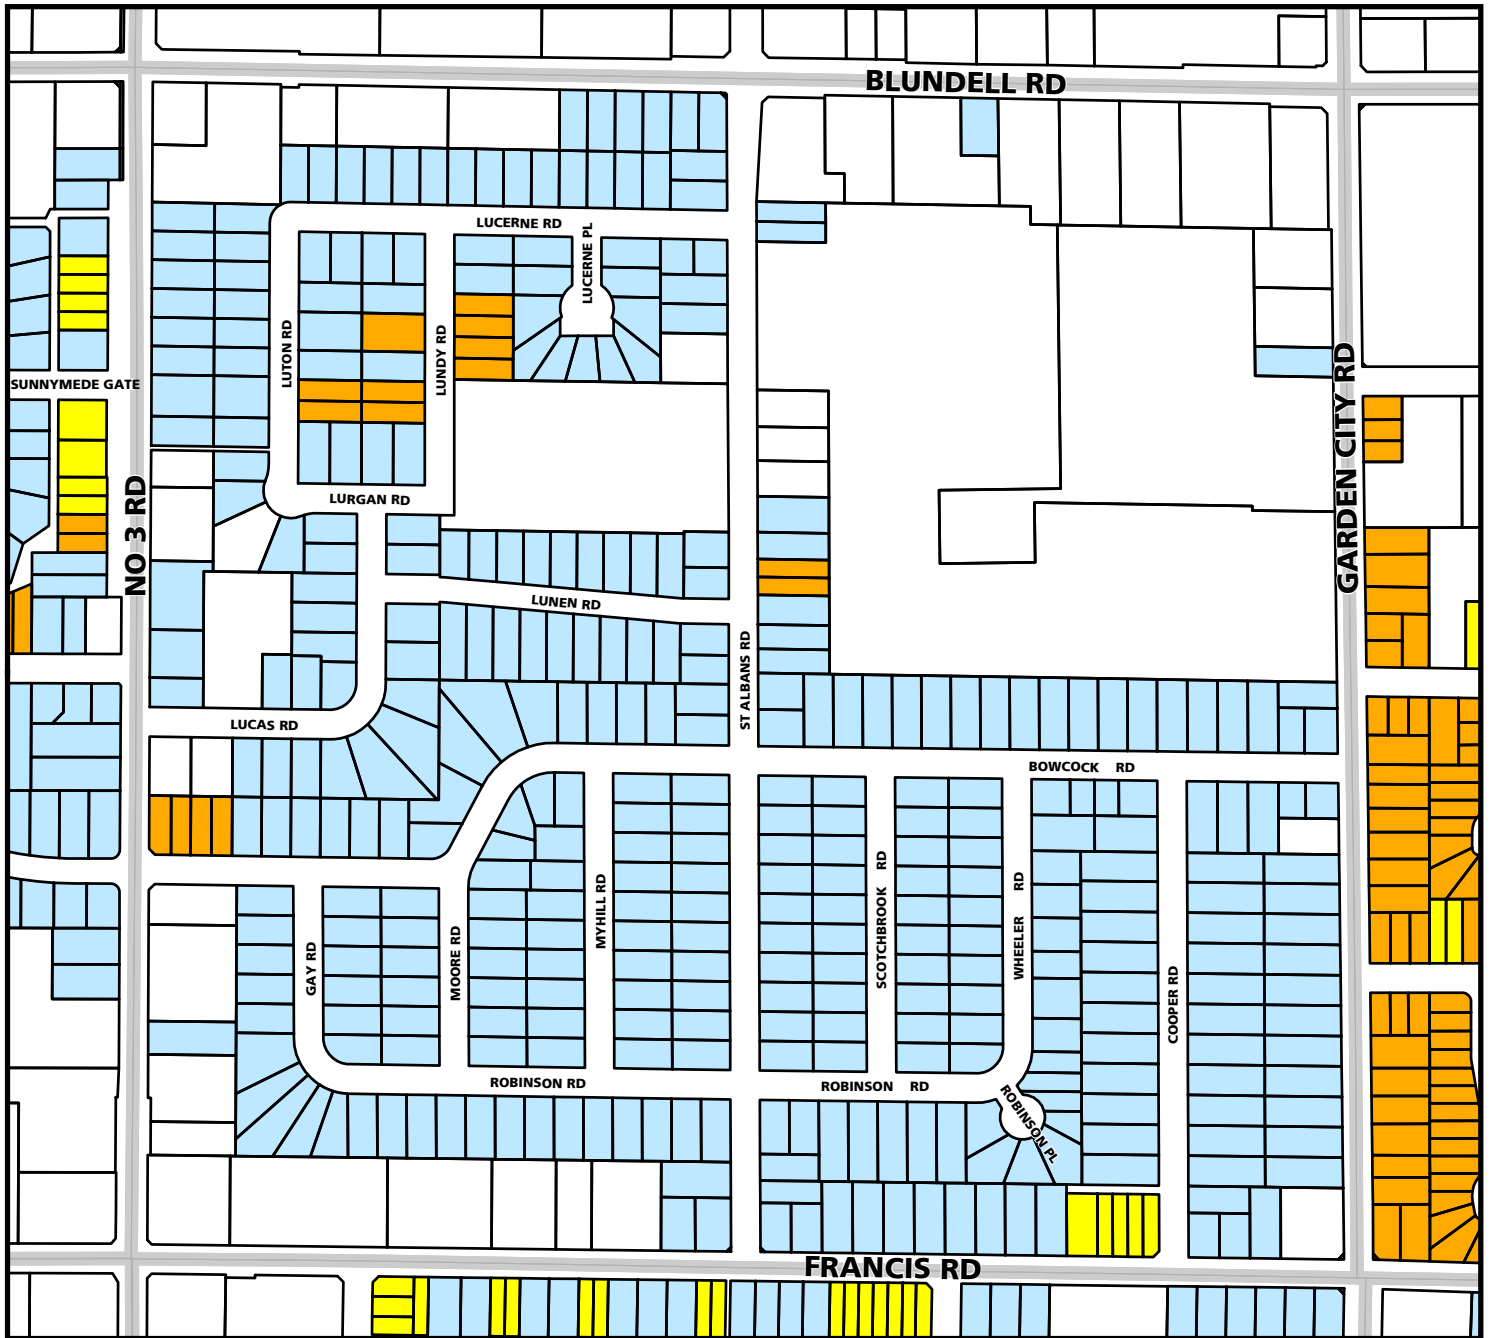 BLUNDELL RD
LUCERNE RD
LUCERNE PL
LUTON RD
LUNDY RD
SUNNYMEDE GATE
GARDEN CITY RD
NO 3 RD
LURGAN RD
LUNEN RD
ST ALBANS RD
LUCAS RD
BOWCOCK RD
SCOTCHBROOK RD
WHEELER RD
MYHILL RD
GAY RD
MOORE RD
COOPER RD
ROBINSON RD
ROBINSON RD
ROBINSON PL
FRANCIS RD